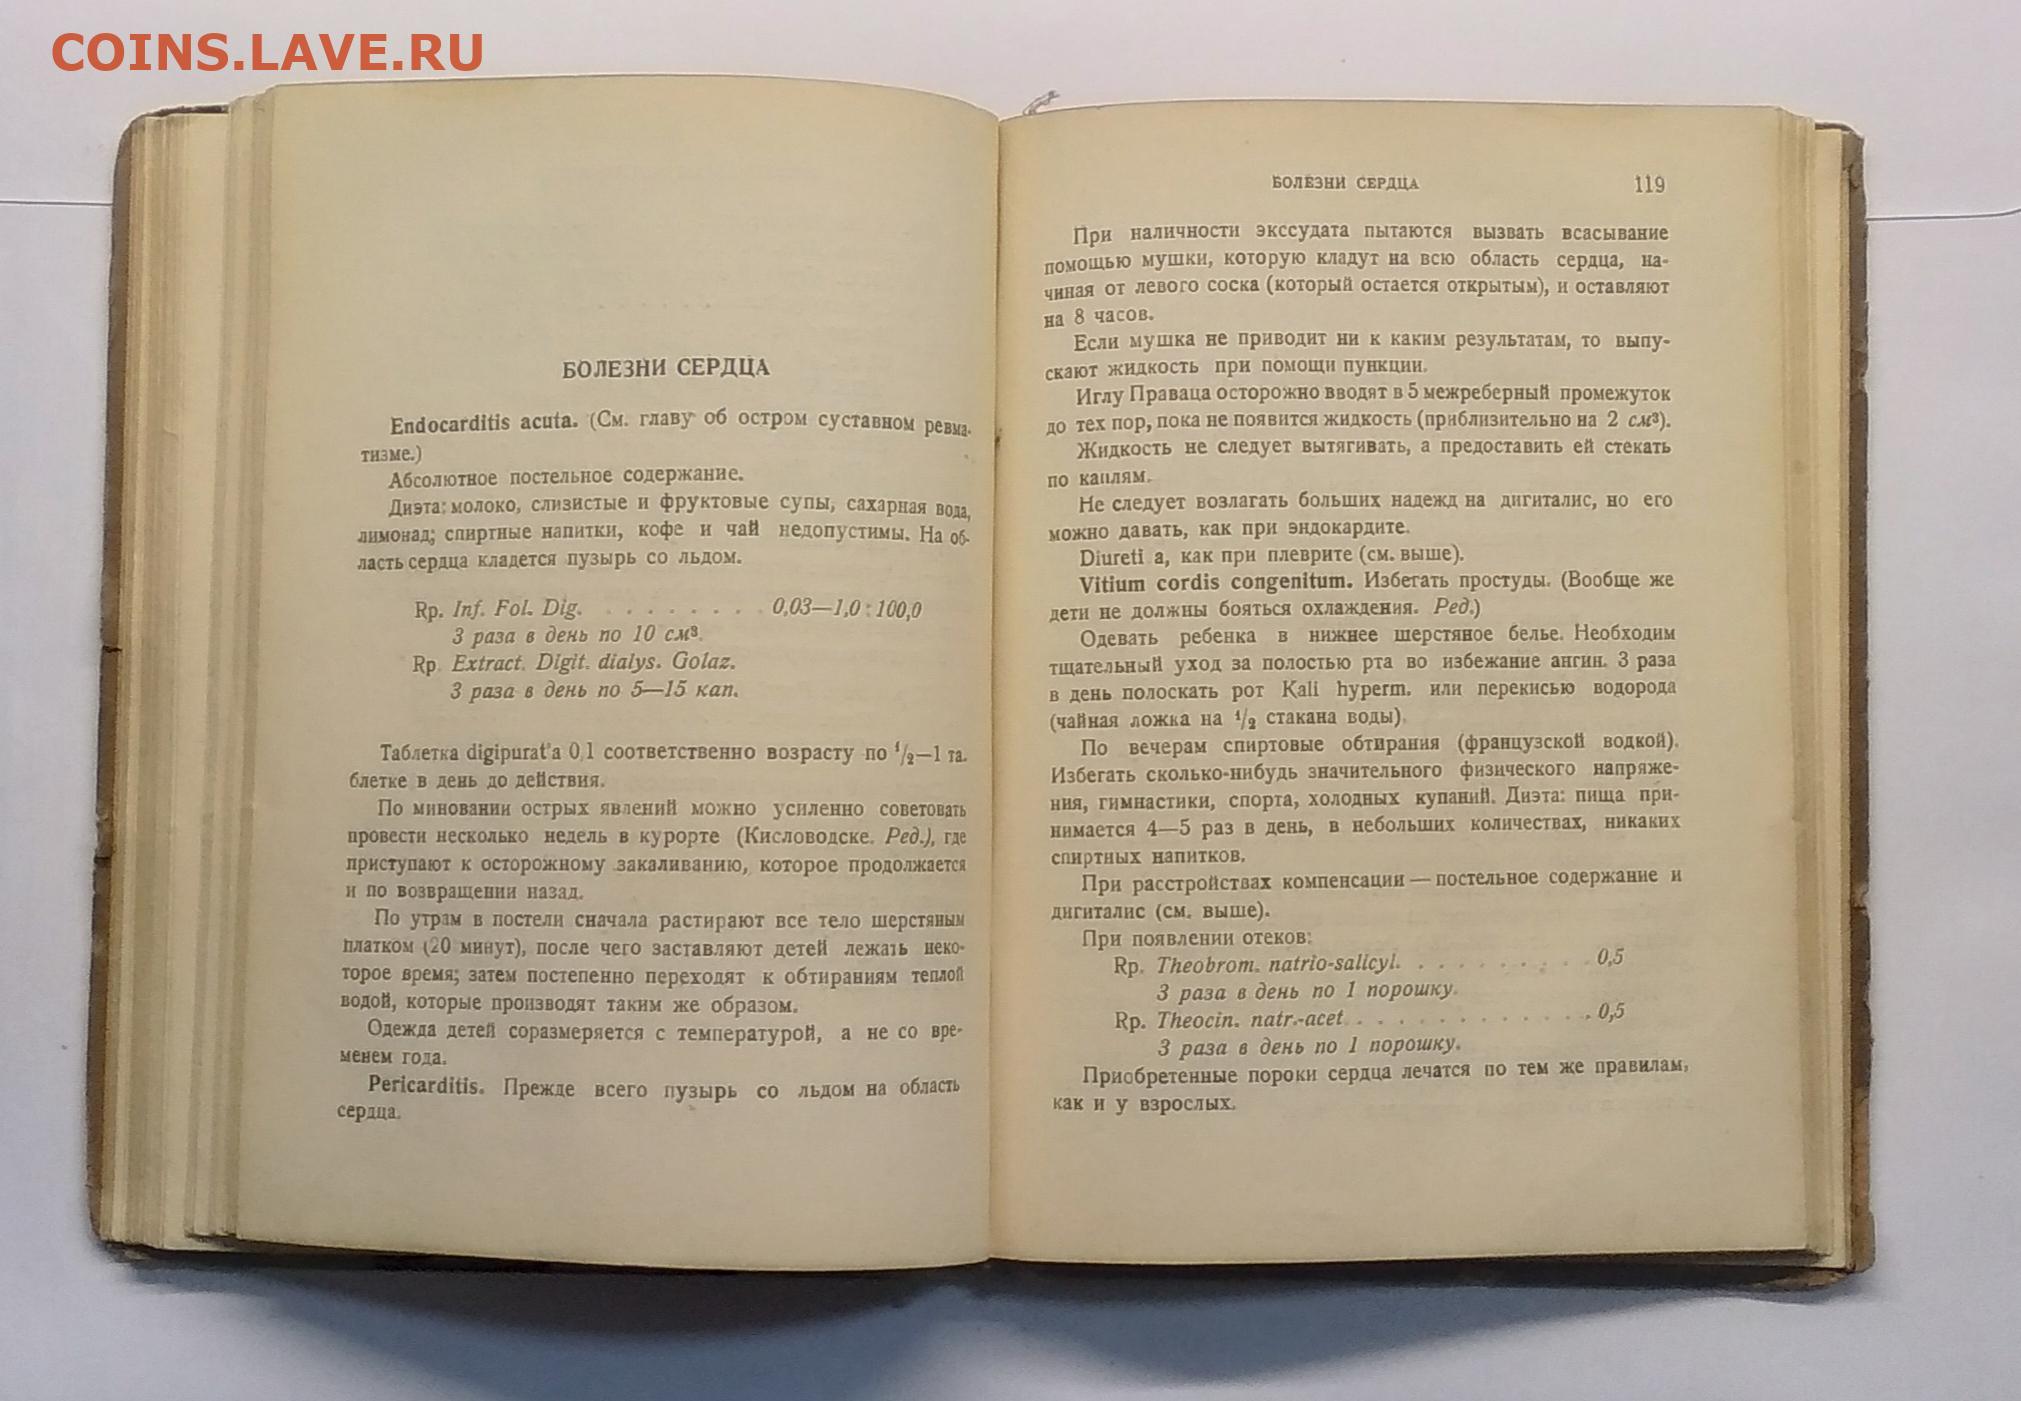 COINS.LAVE.RU
БОЛЕЗНИ СЕРДЦА
Endocarditis acuta. (См. главу об остром суставном ревма-
тизме.)
Абсолютное постельное содержание.
Диэта: молоко, слизистые и фруктовые супы, сахарная вода,
лимонад; спиртные напитки, кофе и чай недопустимы. На об-
ласть сердца кладется пузырь со льдом.
Rp. Inf. Fol. Dig. . . . . . . . . 0,03—1,0 : 100,0
3 раза в день по 10 см³.
Rp. Extract. Digit. dialys. Golaz.
3 раза в день по 5—15 кап.
Таблетка digipurat'a 0,1 соответственно возрасту по ½—1 та-
блетке в день до действия.
По миновании острых явлений можно усиленно советовать
провести несколько недель в курорте (Кисловодске. Ред.), где
приступают к осторожному закаливанию, которое продолжается
и по возвращении назад.
По утрам в постели сначала растирают все тело шерстяным
платком (20 минут), после чего заставляют детей лежать неко-
торое время; затем постепенно переходят к обтираниям теплой
водой, которые производят таким же образом.
Одежда детей соразмеряется с температурой, а не со вре-
менем года.
Pericarditis. Прежде всего пузырь со льдом на область
сердца.
БОЛЕЗНИ СЕРДЦА 119
При наличности экссудата пытаются вызвать всасывание
помощью мушки, которую кладут на всю область сердца, на-
чиная от левого соска (который остается открытым), и оставляют
на 8 часов.
Если мушка не приводит ни к каким результатам, то выпу-
скают жидкость при помощи пункции.
Иглу Праваца осторожно вводят в 5 межреберный промежуток
до тех пор, пока не появится жидкость (приблизительно на 2 см³).
Жидкость не следует вытягивать, а предоставить ей стекать
по каплям.
Не следует возлагать больших надежд на дигиталис, но его
можно давать, как при эндокардите.
Diureti a, как при плеврите (см. выше).
Vitium cordis congenitum. Избегать простуды. (Вообще же
дети не должны бояться охлаждения. Ред.)
Одевать ребенка в нижнее шерстяное белье. Необходим
тщательный уход за полостью рта во избежание ангин. 3 раза
в день полоскать рот Kali hyperm. или перекисью водорода
(чайная ложка на ½ стакана воды).
По вечерам спиртовые обтирания (французской водкой).
Избегать сколько-нибудь значительного физического напряже-
ния, гимнастики, спорта, холодных купаний. Диэта: пища при-
нимается 4—5 раз в день, в небольших количествах, никаких
спиртных напитков.
При расстройствах компенсации — постельное содержание и
дигиталис (см. выше).
При появлении отеков:
Rp. Theobrom. natrio-salicyl. . . . . . . . . . 0,5
3 раза в день по 1 порошку.
Rp. Theocin. natr.-acet . . . . . . . . . . . . 0,5
3 раза в день по 1 порошку.
Приобретенные пороки сердца лечатся по тем же правилам,
как и у взрослых.